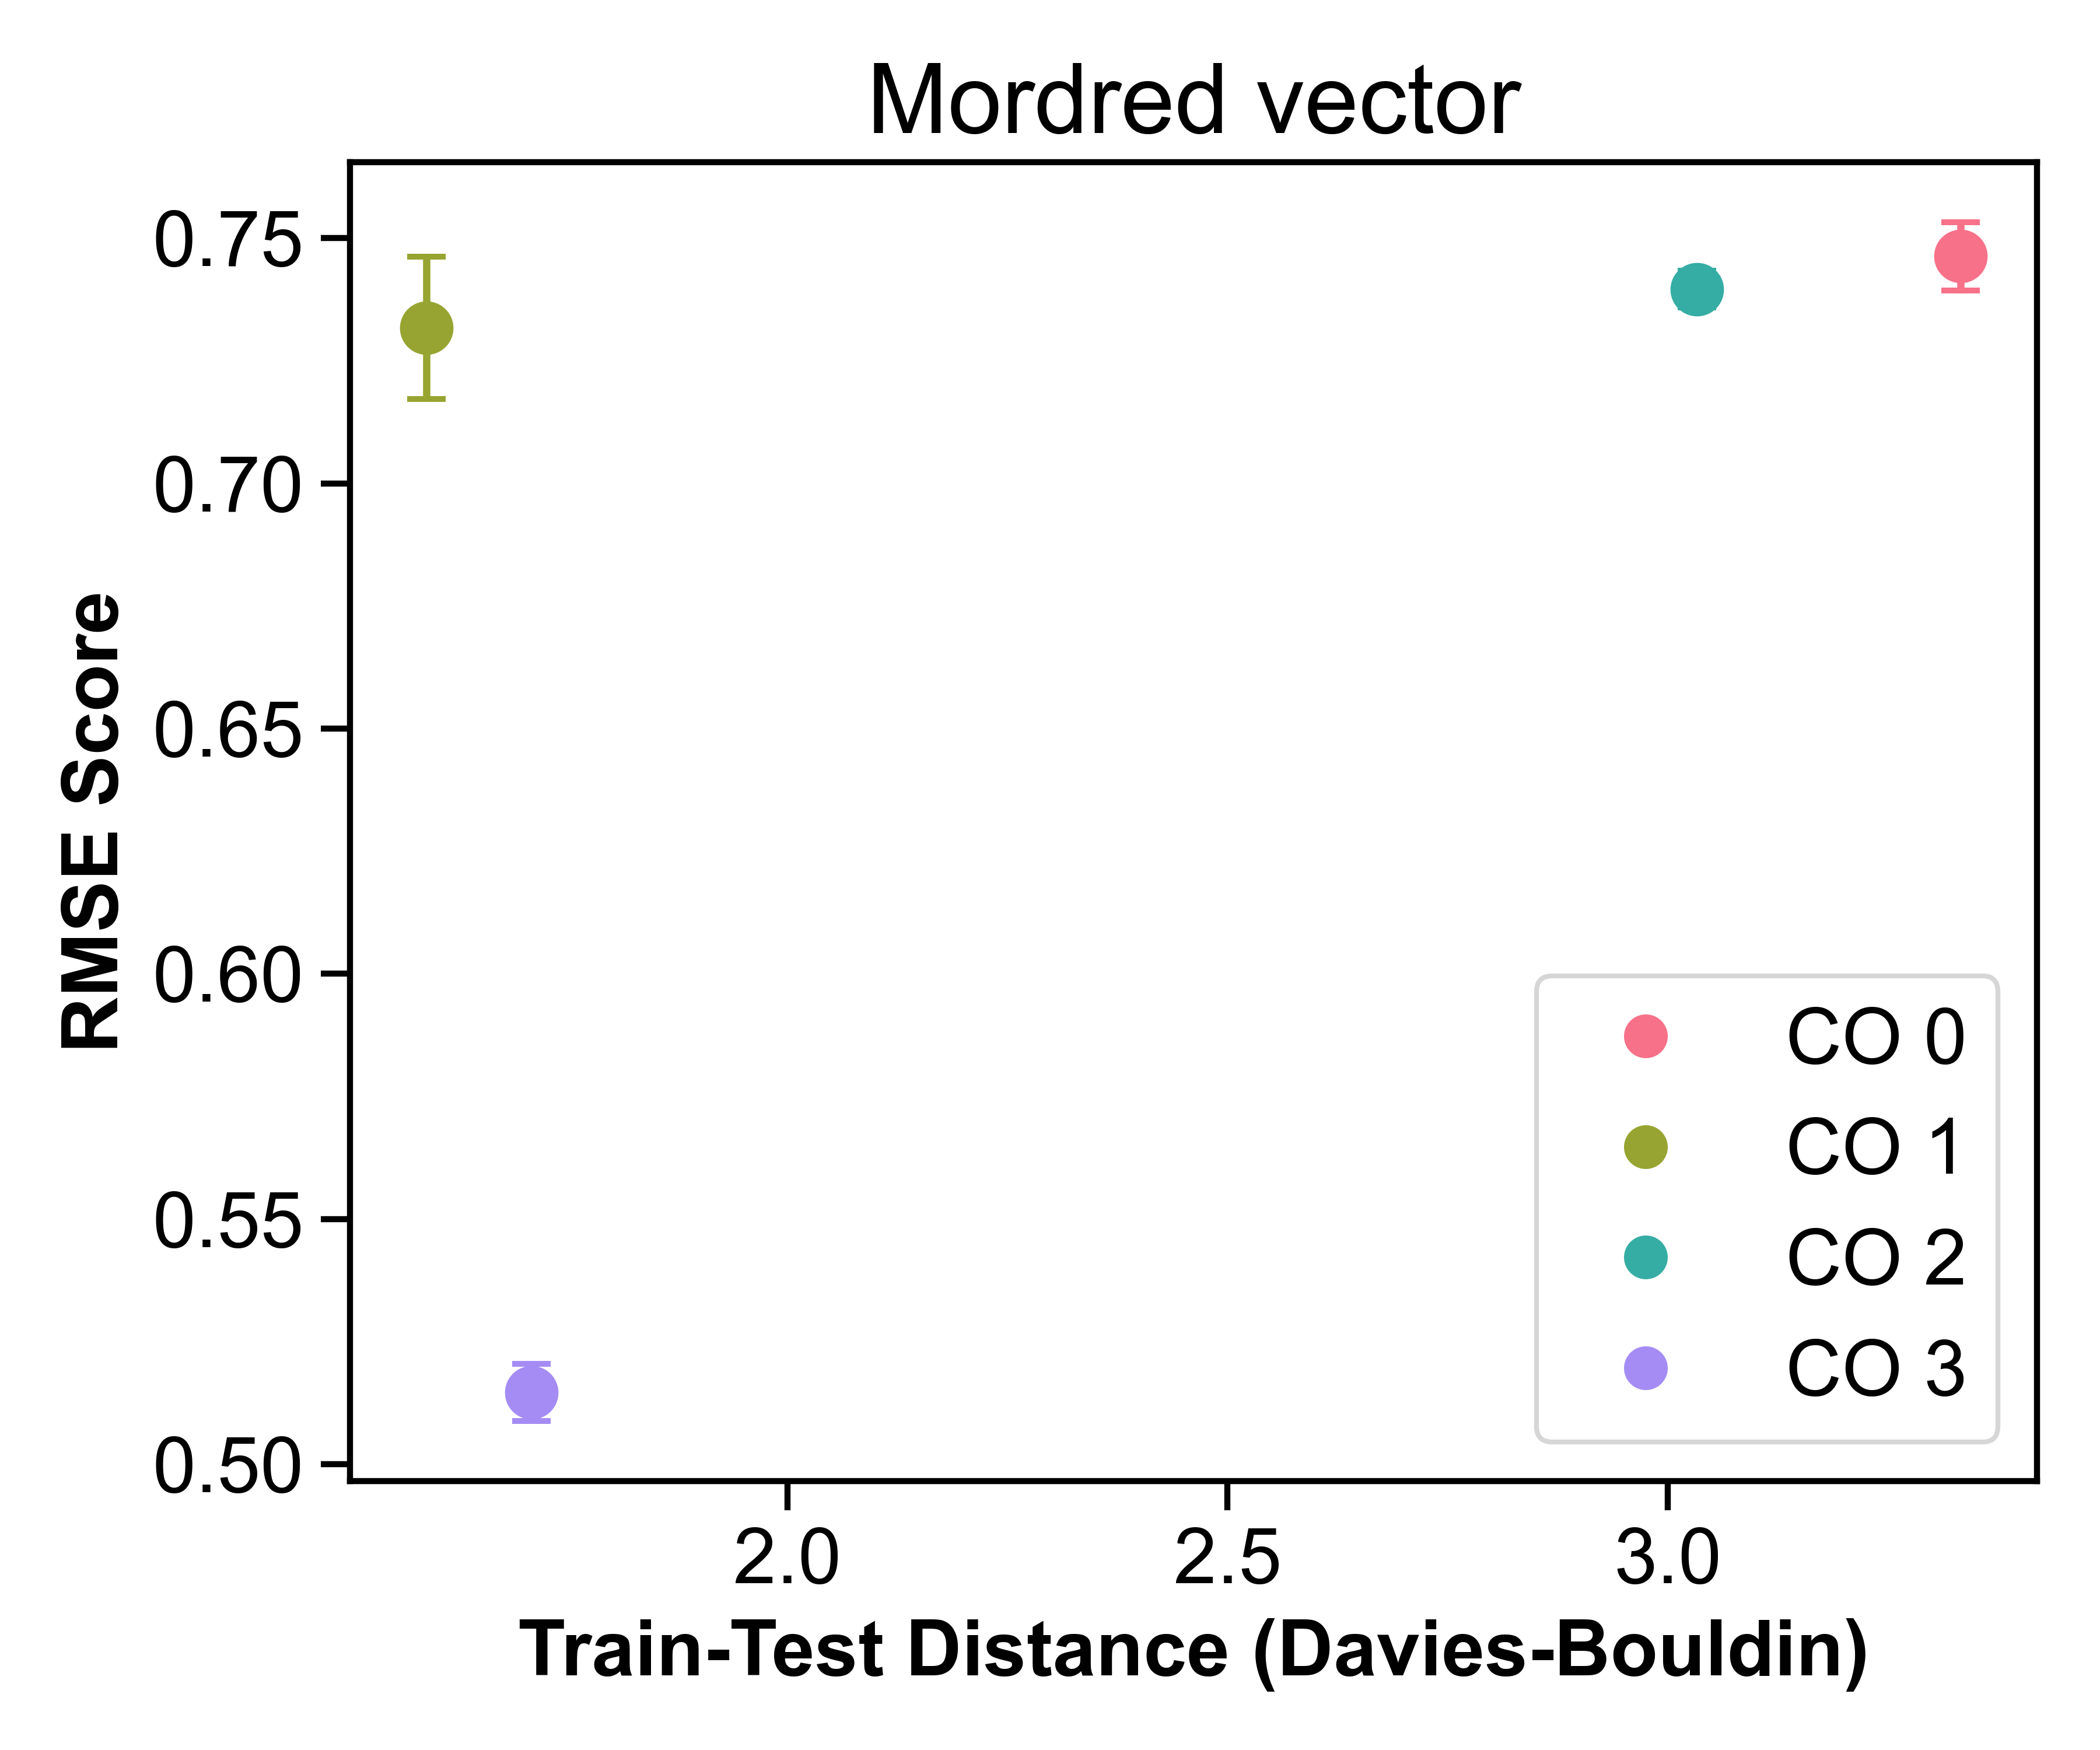 Mordred vector
0.75
0.70
0.65
0.60
0.55
0.50
RMSE Score
CO 0
CO 1
CO 2
CO 3
2.0 2.5 3.0
Train-Test Distance (Davies-Bouldin)